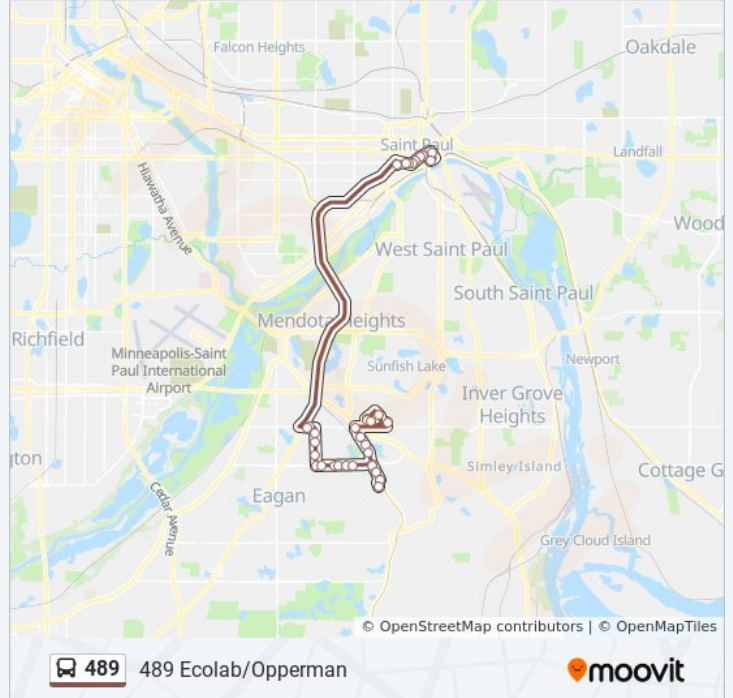 Falcon Heights
Oakdale
Saint Paul
Landfall
Hiawatha Avenue
Wood
West Saint Paul
South Saint Paul
Mendota Heights
Richfield
Minneapolis-Saint
Paul International
Airport
Sunfish Lake
Newport
Inver Grove
Heights
gton
Simley Island
Cottage G
Cedar Avenue
Eagan
Grey Cloud Island
© OpenStreetMap contributors | © OpenMapTiles
489 489 Ecolab/Opperman
moovit